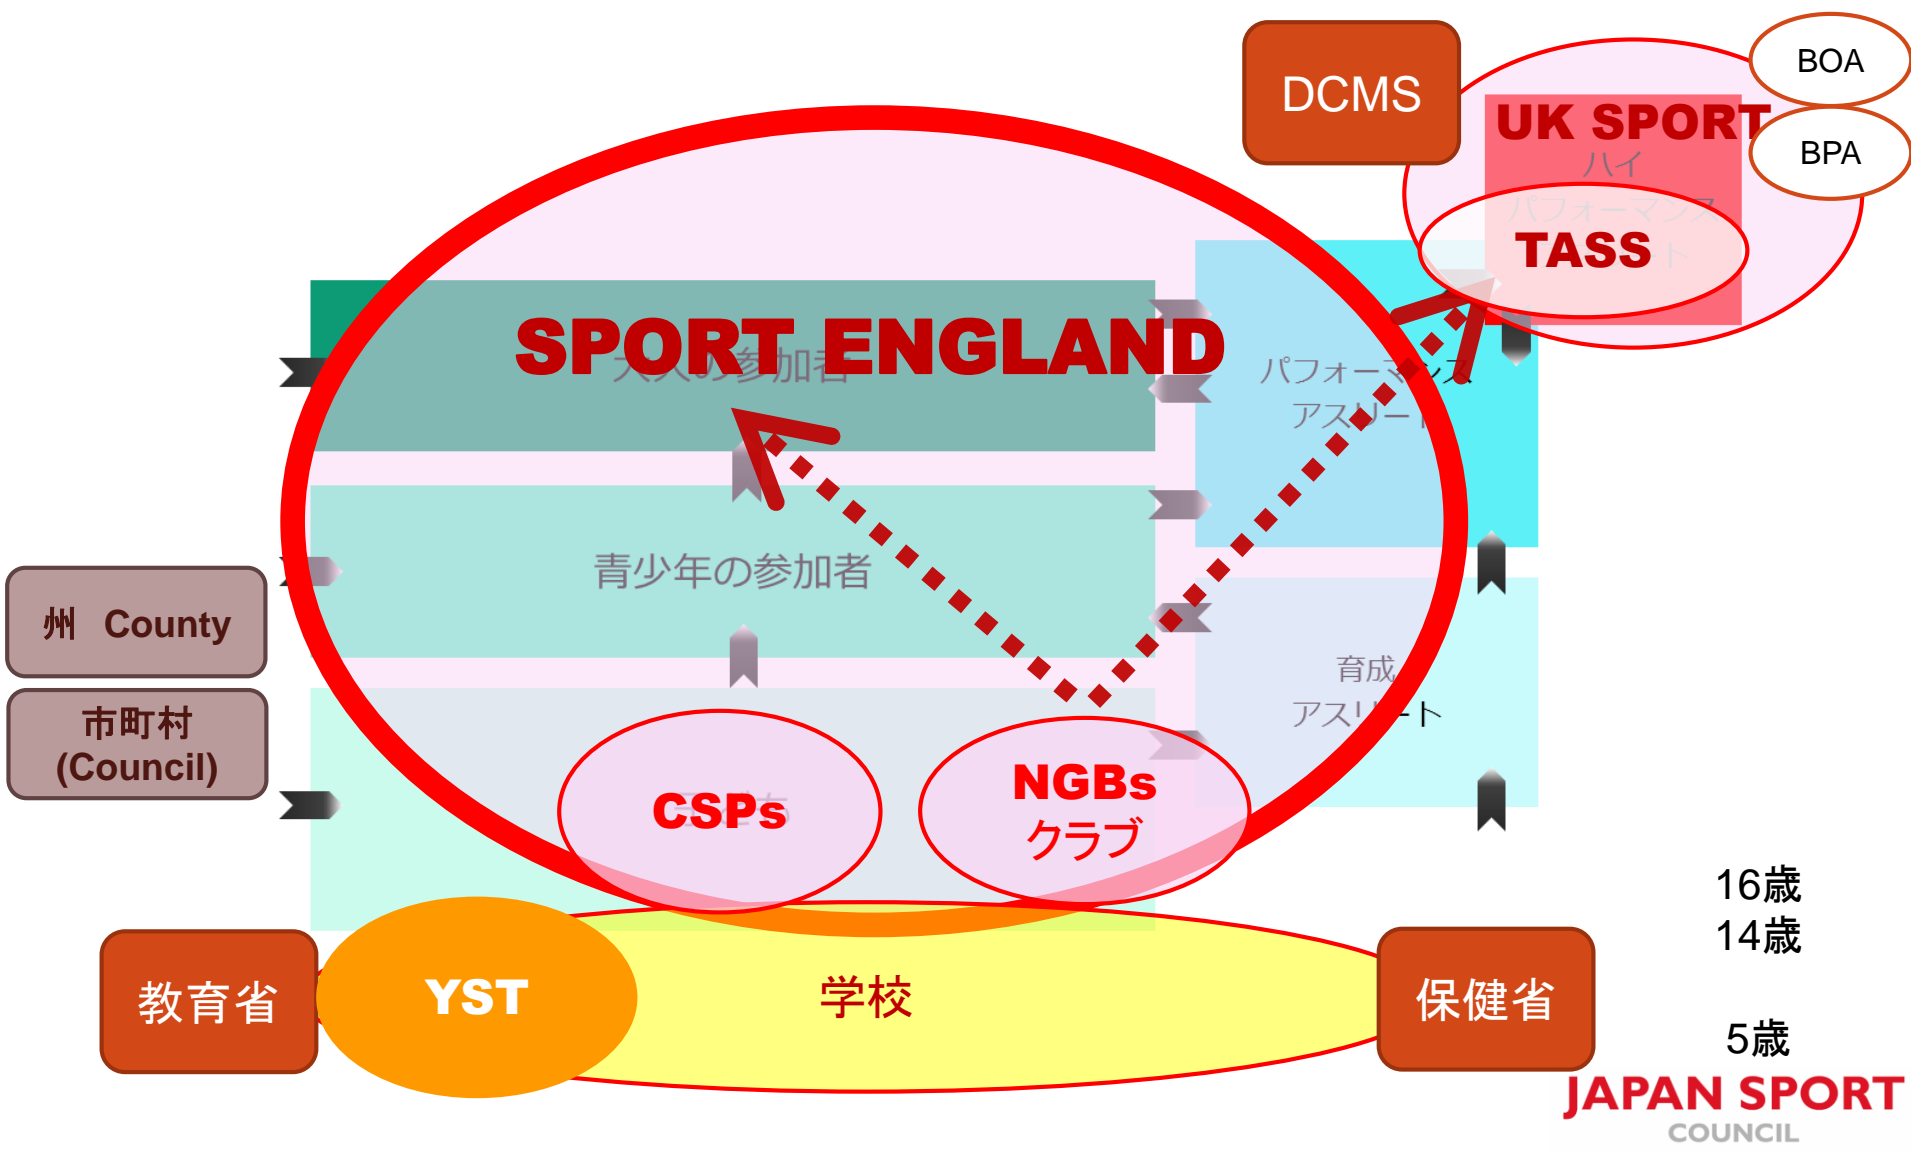 DCMS
BOA
UK SPORT
BPA
ハイ
パフォーマンス
TASS
SPORT ENGLAND
大人の参加者
パフォーマンス
アスリート
青少年の参加者
州 County
市町村
(Council)
育成
アスリート
CSPs
NGBs
クラブ
16歳
14歳
教育省
YST
学校
保健省
5歳
JAPAN SPORT
COUNCIL